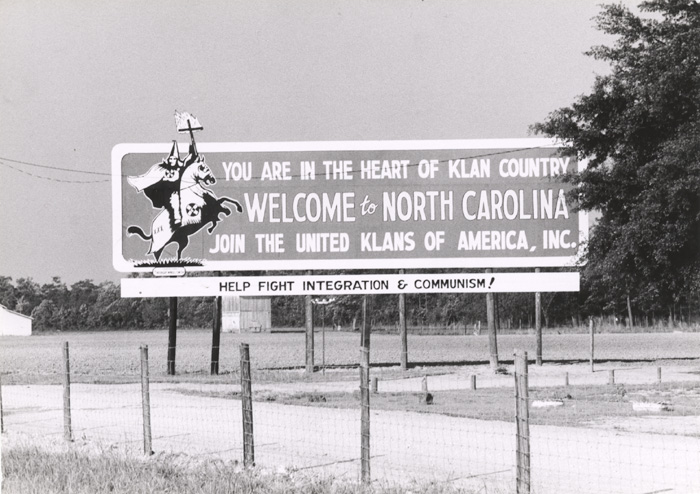 YOU ARE IN THE HEART OF KLAN COUNTRY
WELCOME to NORTH CAROLINA
JOIN THE UNITED KLANS OF AMERICA, INC.
HELP FIGHT INTEGRATION & COMMUNISM!